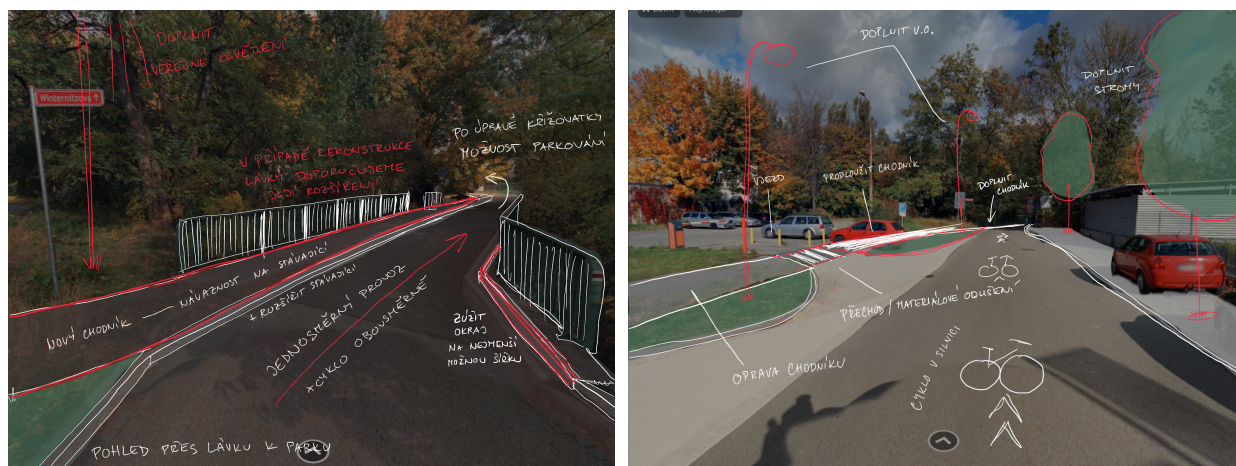 DOPLNIT
VEŘEJNÉ OSVĚTLENÍ
Winternitzova
PO ÚPRAVĚ KŘIŽOVATKY
MOŽNOST PARKOVÁNÍ
V PŘÍPADĚ REKONSTRUKCE
LÁVKY DOPORUČUJEME
JEJÍ ROZŠÍŘENÍ
NOVÝ CHODNÍK — NÁVAZNOST NA STÁVAJÍCÍ
+ ROZŠÍŘIT STÁVAJÍCÍ
JEDNOSMĚRNÝ PROVOZ
+CYKLO OBOUSMĚRNĚ
ZÚŽIT
OKRAJ
NA NEJMENŠÍ
MOŽNOU ŠÍŘKU
POHLED PŘES LÁVKU K PARKU
DOPLNIT V.O.
DOPLNIT
STROMY
VJEZD
PRODLOUŽIT CHODNÍK
DOPLNIT
CHODNÍK
PŘECHOD/MATERIÁLOVÉ ODLIŠENÍ
OPRAVA CHODNÍKU
CYKLO V SILNICI